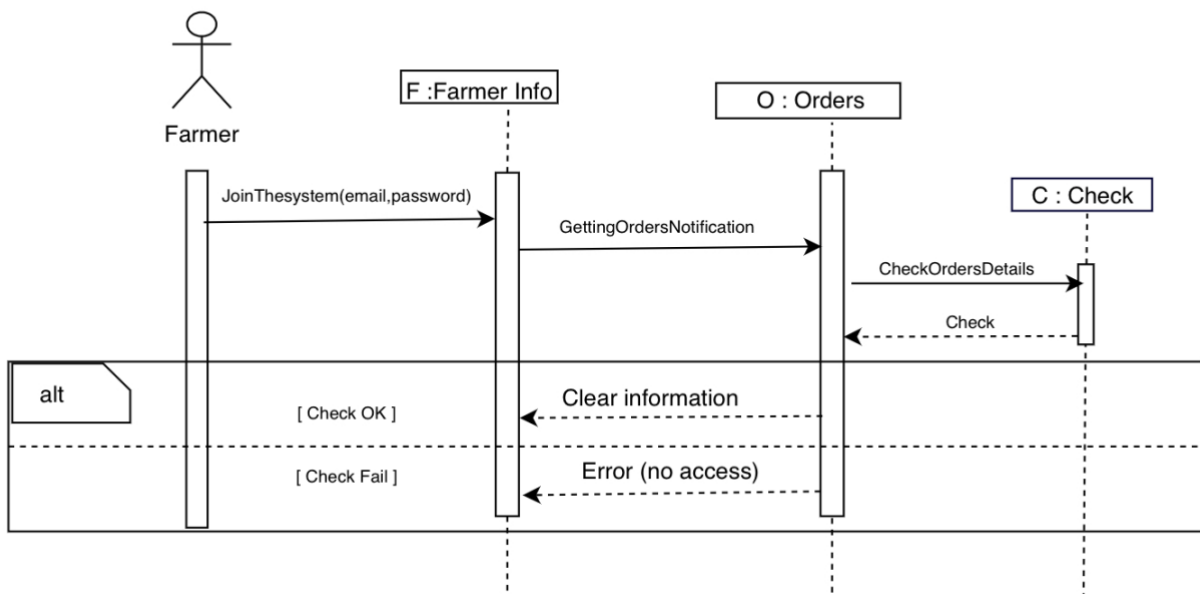 Farmer
F :Farmer Info
O : Orders
C : Check
JoinThesystem(email,password)
GettingOrdersNotification
CheckOrdersDetails
Check
alt
[ Check OK ]
Clear information
[ Check Fail ]
Error (no access)